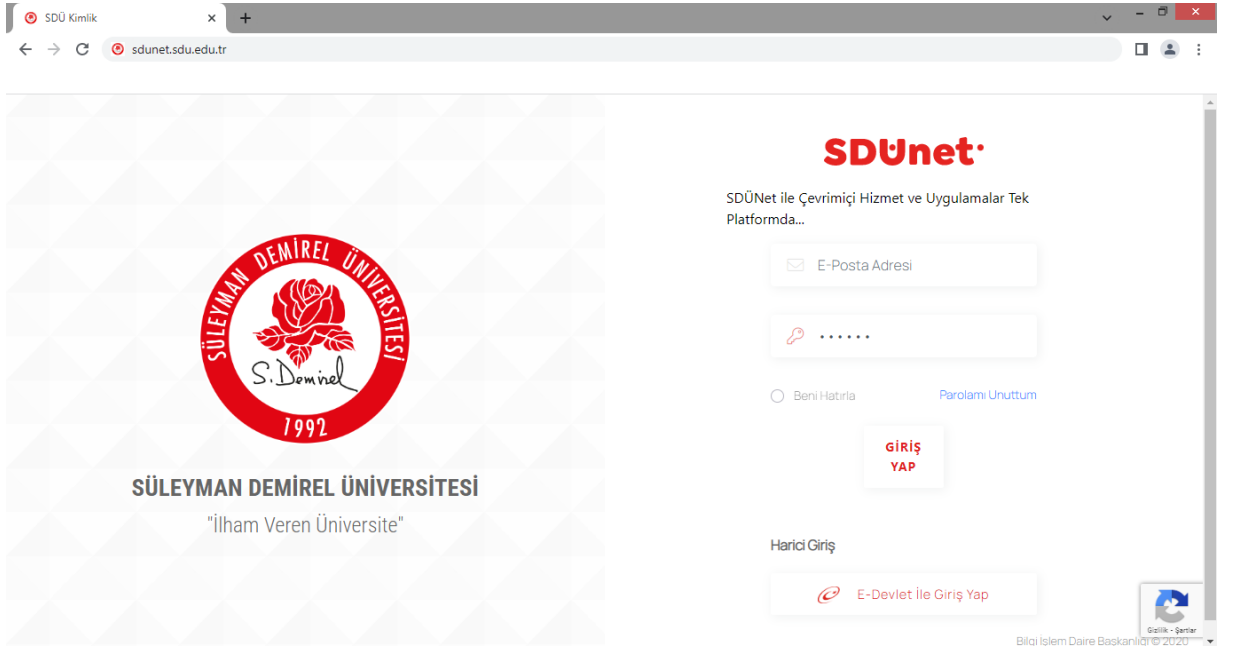 SDÜ Kimlik
sdunet.sdu.edu.tr
SÜLEYMAN DEMİREL ÜNİVERSİTESİ
S. Demirel
1992
SÜLEYMAN DEMİREL ÜNİVERSİTESİ
"İlham Veren Üniversite"
SDÜnet
SDÜNet ile Çevrimiçi Hizmet ve Uygulamalar Tek
Platformda...
E-Posta Adresi
••••••
Beni Hatırla
Parolamı Unuttum
GİRİŞ
YAP
Harici Giriş
E-Devlet İle Giriş Yap
Gizlilik - Şartlar
Bilgi İşlem Daire Başkanlığı © 2020